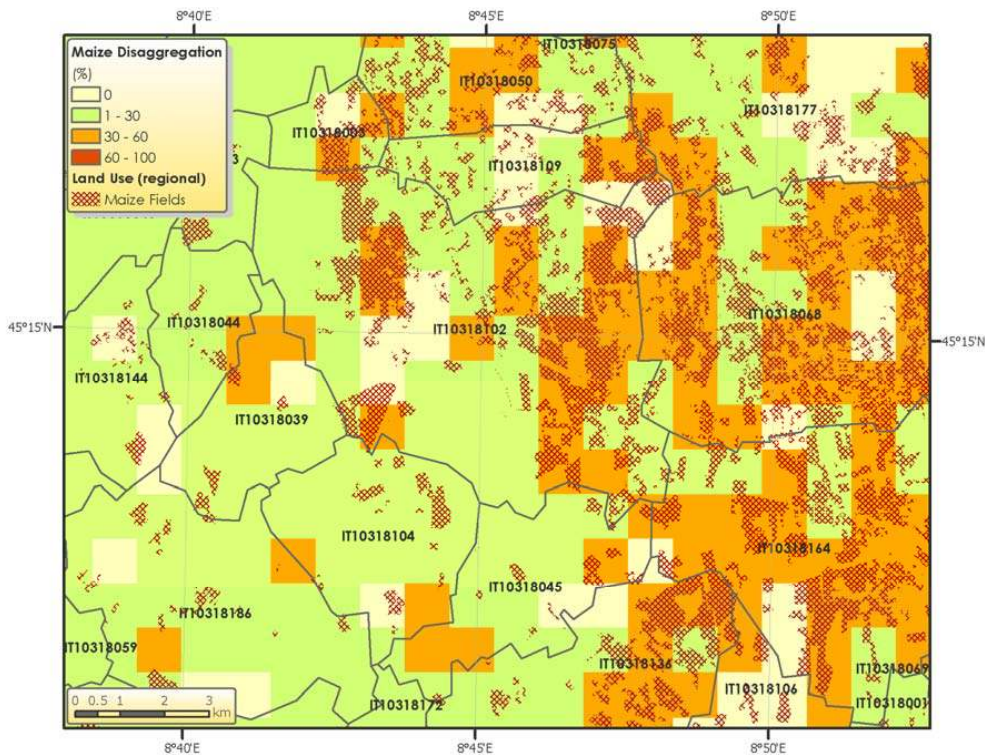 8°40'E 8°45'E 8°50'E
Maize Disaggregation
(%)
0
1 - 30
30 - 60
60 - 100
Land Use (regional)
Maize Fields
IT10318075
IT10318050
IT10318177
IT10318003
3
IT10318109
45°15'N
IT10318044
IT10318102
IT10318068
45°15'N
IT10318144
IT10318039
IT10318104
IT10318164
IT10318045
IT10318186
IT10318059
IT10318136
IT10318069
IT10318106
IT10318001
IT10318172
0 0.5 1 2 3
km
8°40'E 8°45'E 8°50'E